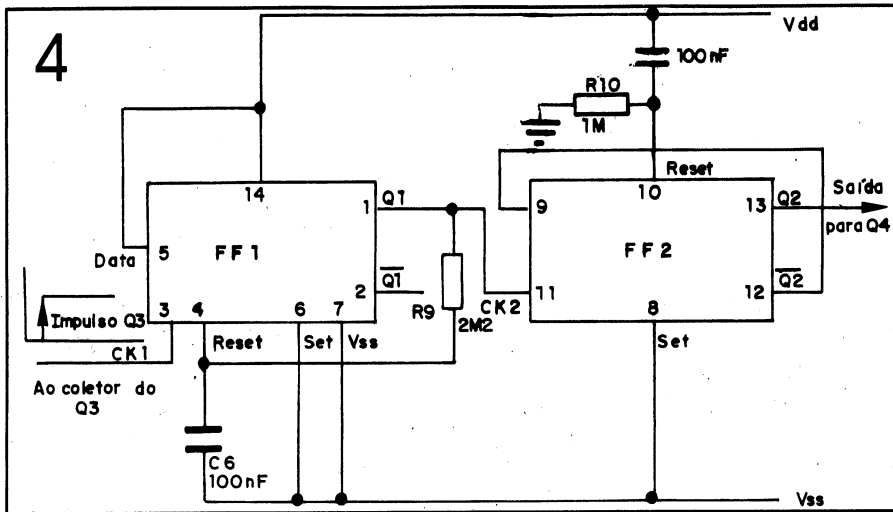 4
Vdd
100nF
R10
1M
Reset
14
10
1
Q1
9
13
Q2
Saída
para Q4
5
FF1
FF2
Data
2
Q1
R9
2M2
CK2
11
12
Q2
3
4
6
7
8
Impulso Q3
Reset
Set
Vss
Set
CK1
Ao coletor do
Q3
C6
100nF
Vss